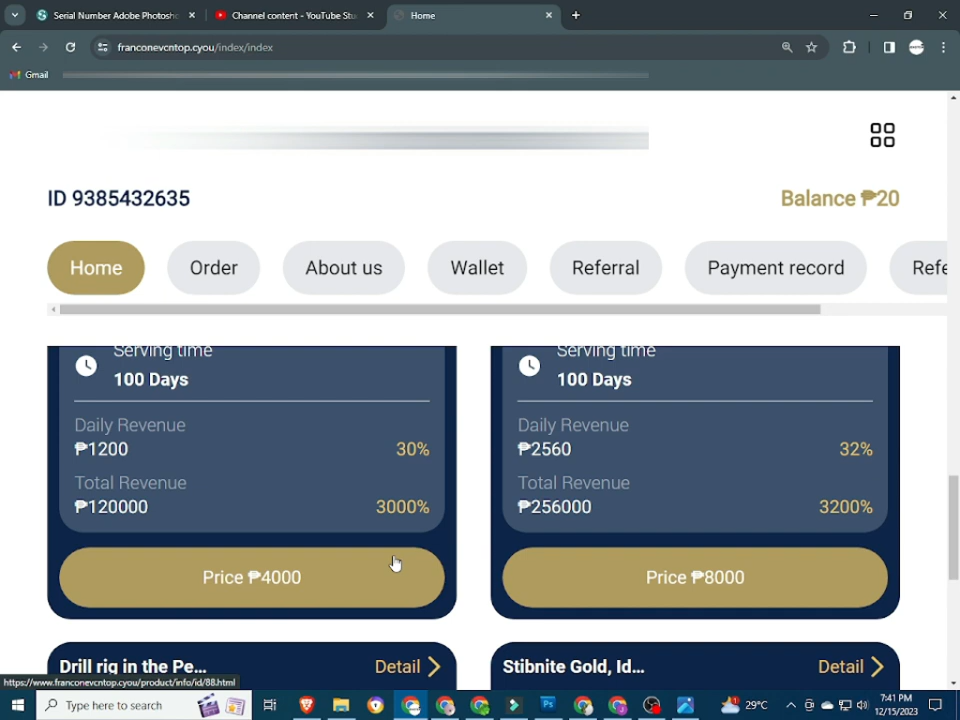 Serial Number Adobe Photosh
Channel content - YouTube Stu
Home
franconevcntop.cyou/index/index
Gmail
ID 9385432635
Balance ₱20
Home
Order
About us
Wallet
Referral
Payment record
Refe
Serving time
100 Days
Daily Revenue
₱1200
30%
Total Revenue
₱120000
3000%
Price ₱4000
Serving time
100 Days
Daily Revenue
₱2560
32%
Total Revenue
₱256000
3200%
Price ₱8000
Drill rig in the Pe...
Detail
Stibnite Gold, Id...
Detail
https://www.franconevcntop.cyou/product/info/id/88.html
Type here to search
29°C
7:41 PM
12/15/2023